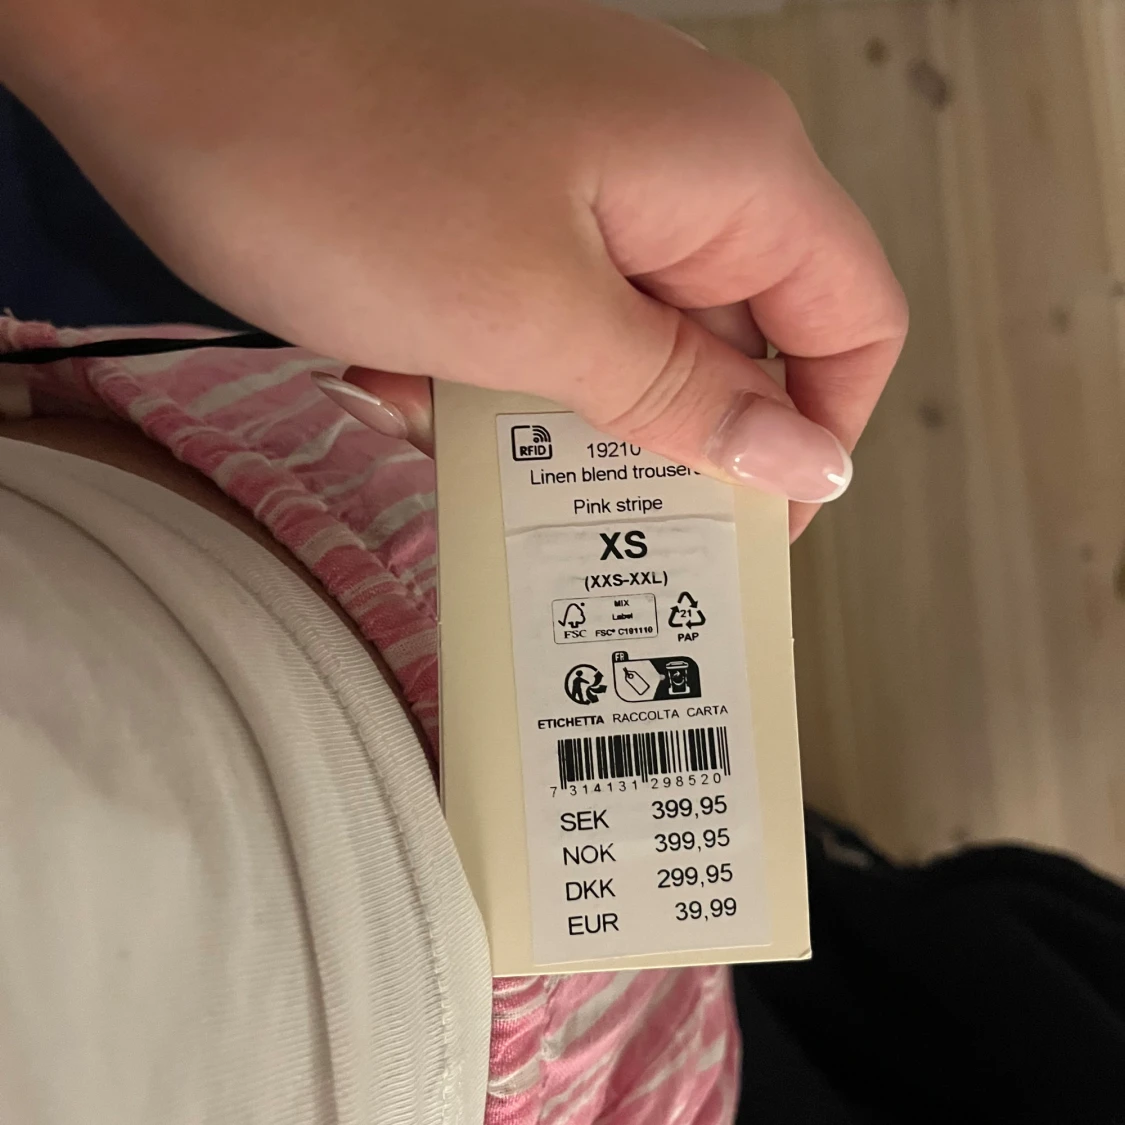 RFID
19210
Linen blend
Pink stripe
XS
(XXS-XXL)
FSC
MIX
Label
FSC® C101110
21
PAP
FR
ETICHETTA RACCOLTA CARTA
7 314131 298520
SEK 399,95
NOK 399,95
DKK 299,95
EUR 39,99